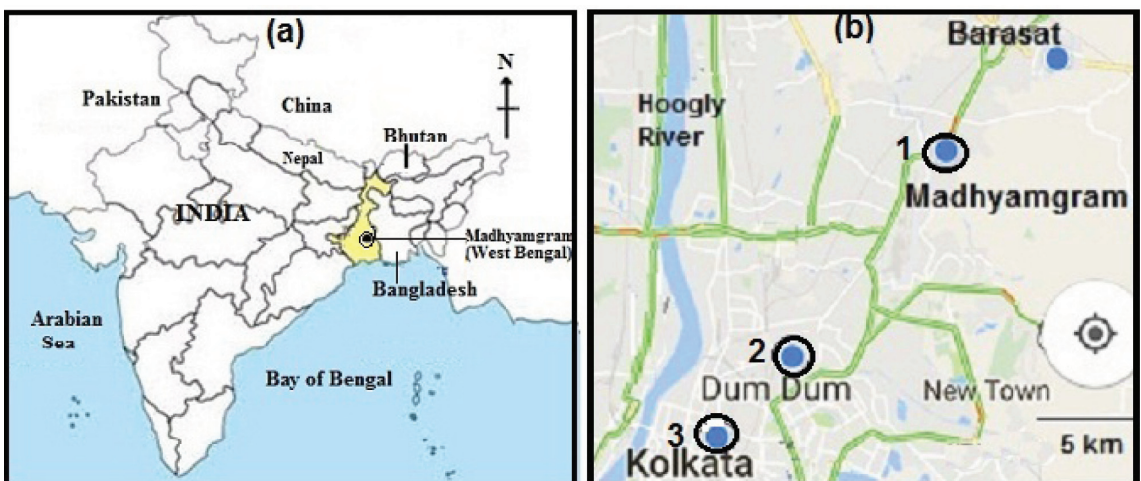 (a)
N
Pakistan
China
Bhutan
Nepal
INDIA
Madhyamgram
(West Bengal)
Bangladesh
Arabian
Sea
Bay of Bengal
(b)
Barasat
Hoogly
River
1
Madhyamgram
2
Dum Dum
New Town
3
Kolkata
5 km